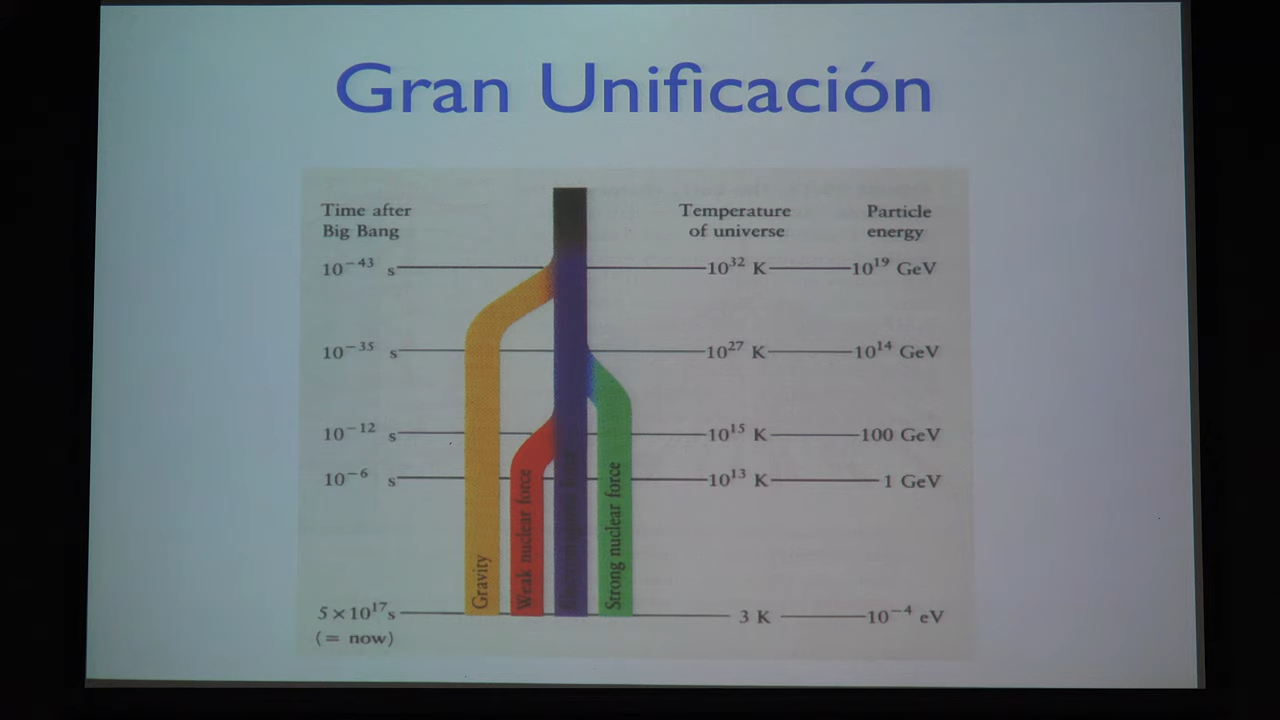 Gran Unificación
Time after
Big Bang
Temperature
of universe
Particle
energy
10⁻⁴³ s
10³² K
10¹⁹ GeV
10⁻³⁵ s
10²⁷ K
10¹⁴ GeV
10⁻¹² s
10¹⁵ K
100 GeV
10⁻⁶ s
10¹³ K
1 GeV
Gravity
Weak nuclear force
Strong nuclear force
5×10¹⁷s
(= now)
3 K
10⁻⁴ eV